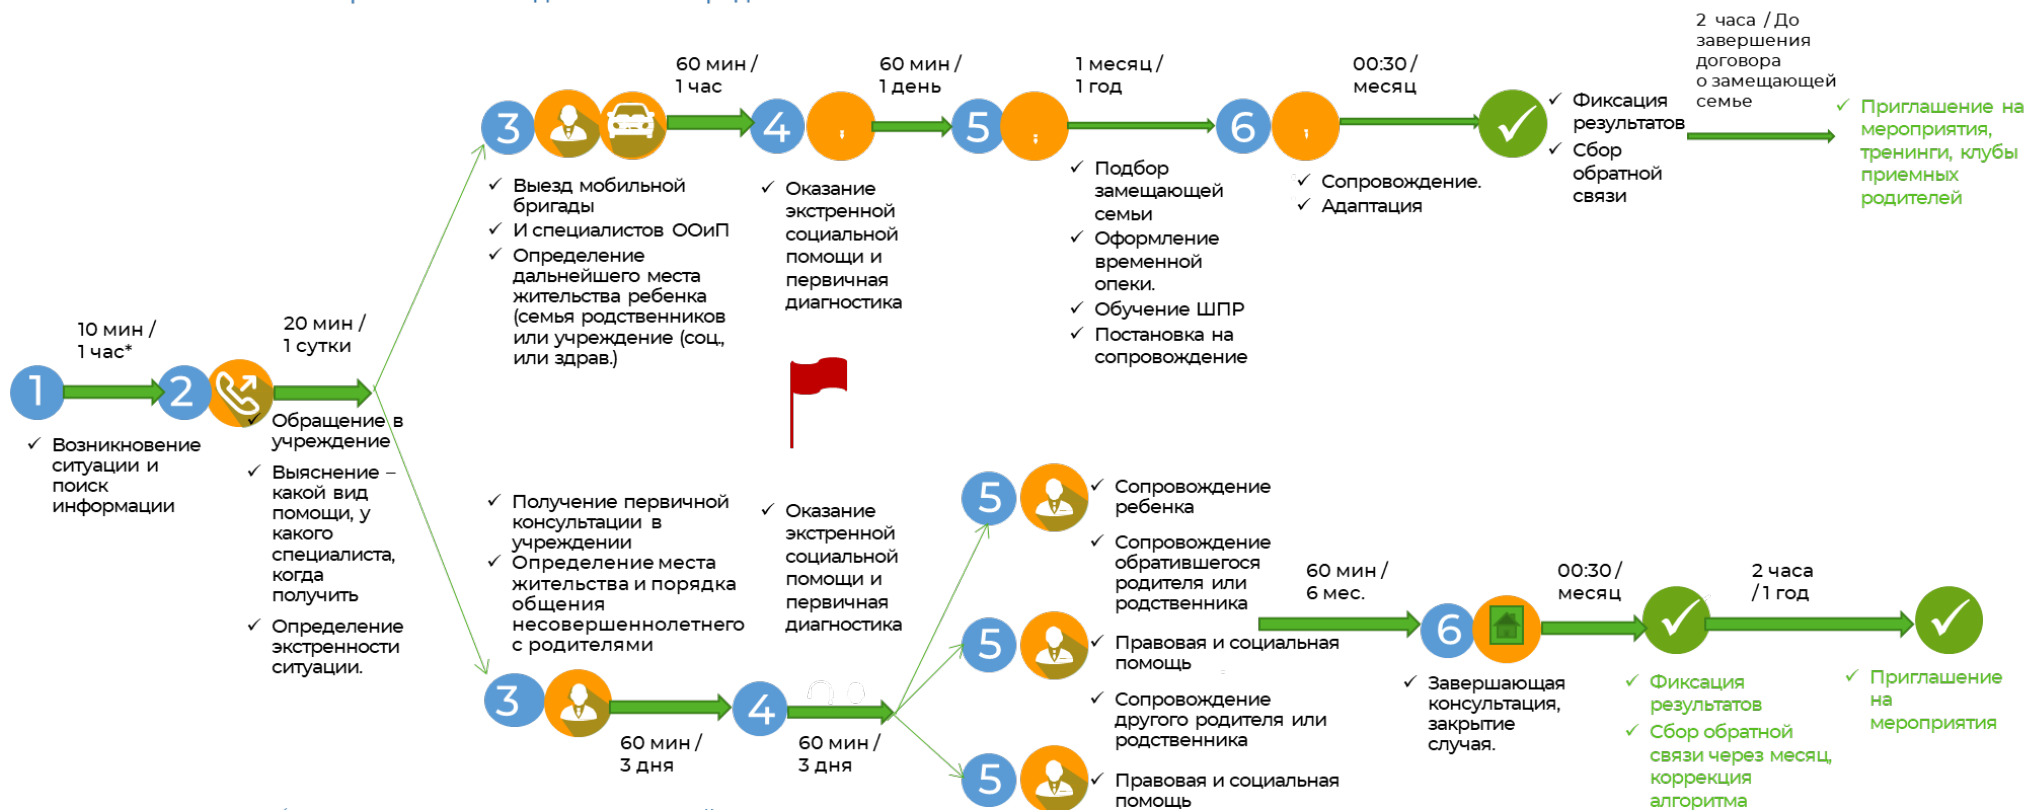 2 часа / До
завершения
договора
о замещающей
семье
60 мин /
1 час
60 мин /
1 день
1 месяц /
1 год
00:30 /
месяц
3
4
5
6
✓ Фиксация
результатов
✓ Сбор
обратной
связи
✓ Приглашение на
мероприятия,
тренинги, клубы
приемных
родителей
✓ Выезд мобильной
бригады
✓ И специалистов ООиП
✓ Определение
дальнейшего места
жительства ребенка
(семья родственников
или учреждение (соц.,
или здрав.)
✓ Оказание
экстренной
социальной
помощи и
первичная
диагностика
✓ Подбор
замещающей
семьи
✓ Оформление
временной
опеки.
✓ Обучение ШПР
✓ Постановка на
сопровождение
✓ Сопровождение.
✓ Адаптация
10 мин /
1 час*
20 мин /
1 сутки
1
2
✓ Возникновение
ситуации и
поиск
информации
✓ Обращение в
учреждение
✓ Выяснение –
какой вид
помощи, у
какого
специалиста,
когда
получить
✓ Определение
экстренности
ситуации.
✓ Получение первичной
консультации в
учреждении
✓ Определение места
жительства и порядка
общения
несовершеннолетнего
с родителями
✓ Оказание
экстренной
социальной
помощи и
первичная
диагностика
3
60 мин /
3 дня
4
60 мин /
3 дня
5
✓ Сопровождение
ребенка
✓ Сопровождение
обратившегося
родителя или
родственника
5
✓ Правовая и социальная
помощь
✓ Сопровождение
другого родителя или
родственника
5
✓ Правовая и социальная
помощь
60 мин /
6 мес.
6
00:30 /
месяц
2 часа
/ 1 год
✓ Завершающая
консультация,
закрытие
случая.
✓ Фиксация
результатов
✓ Сбор обратной
связи через месяц,
коррекция
алгоритма
✓ Приглашение
на
мероприятия